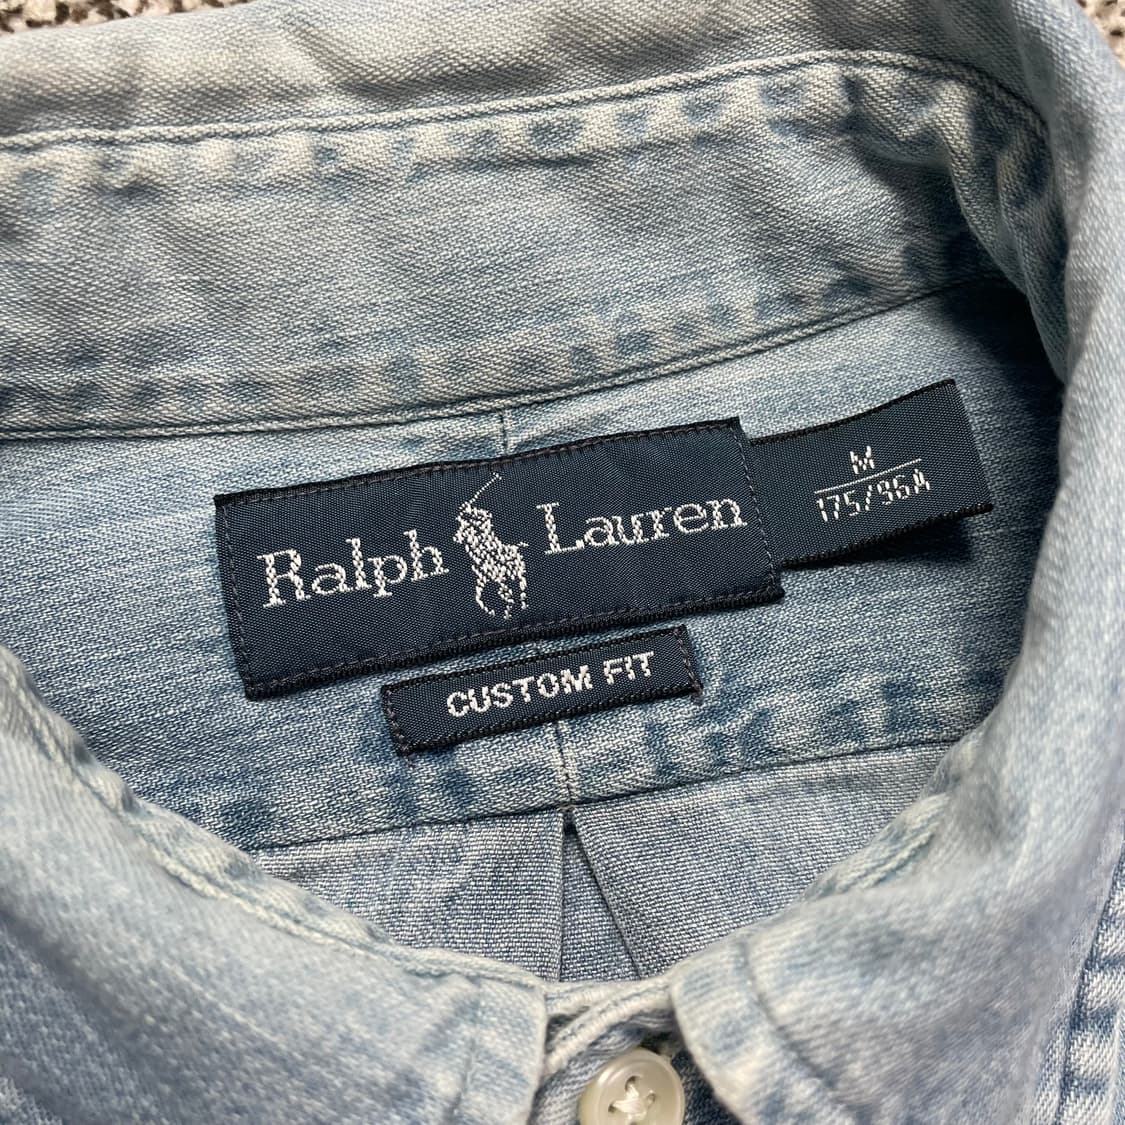 Ralph Lauren
M
175/96A
CUSTOM FIT